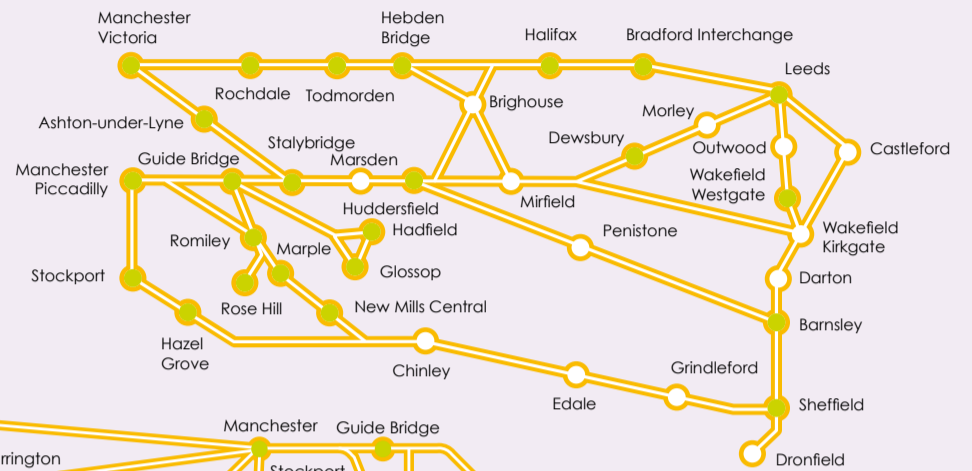 Manchester
Victoria
Hebden
Bridge
Halifax
Bradford Interchange
Leeds
Rochdale
Todmorden
Brighouse
Morley
Ashton-under-Lyne
Dewsbury
Outwood
Castleford
Stalybridge
Guide Bridge
Marsden
Manchester
Piccadilly
Wakefield
Westgate
Mirfield
Huddersfield
Hadfield
Penistone
Wakefield
Kirkgate
Romiley
Marple
Glossop
Stockport
Darton
Rose Hill
New Mills Central
Barnsley
Hazel
Grove
Chinley
Grindleford
Edale
Sheffield
Manchester
Guide Bridge
rrington
Stockport
Dronfield